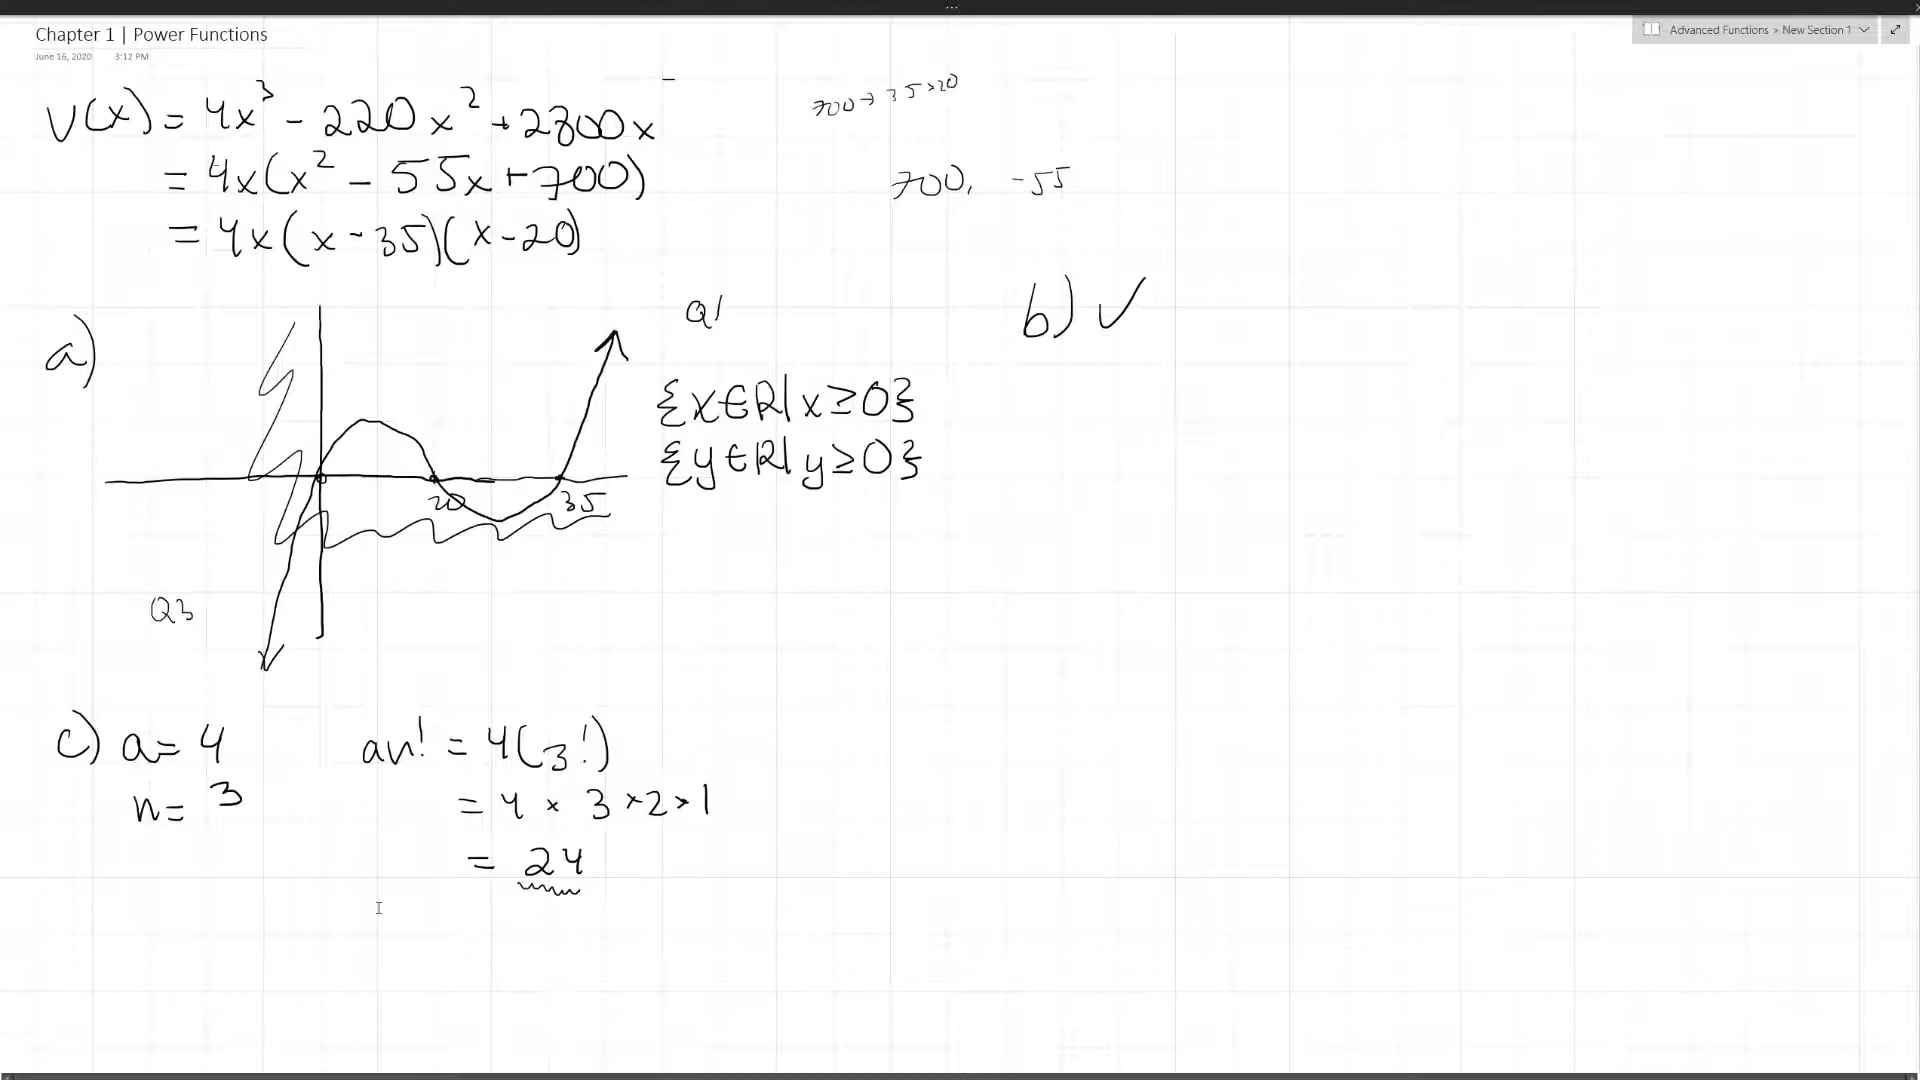 Chapter 1 | Power Functions
June 16, 2020 3:12 PM
Advanced Functions > New Section 1
V(x) = 4x³ - 220x² + 2800x
= 4x(x² - 55x + 700)
= 4x(x - 35)(x - 20)
700 → 35 × 20
700, -55
a)
Q1
{x∈R| x ≥ 0}
{y∈R| y ≥ 0}
20
35
Q3
b) ✓
c) a = 4
n = 3
an! = 4(3!)
= 4 × 3 × 2 × 1
= 24